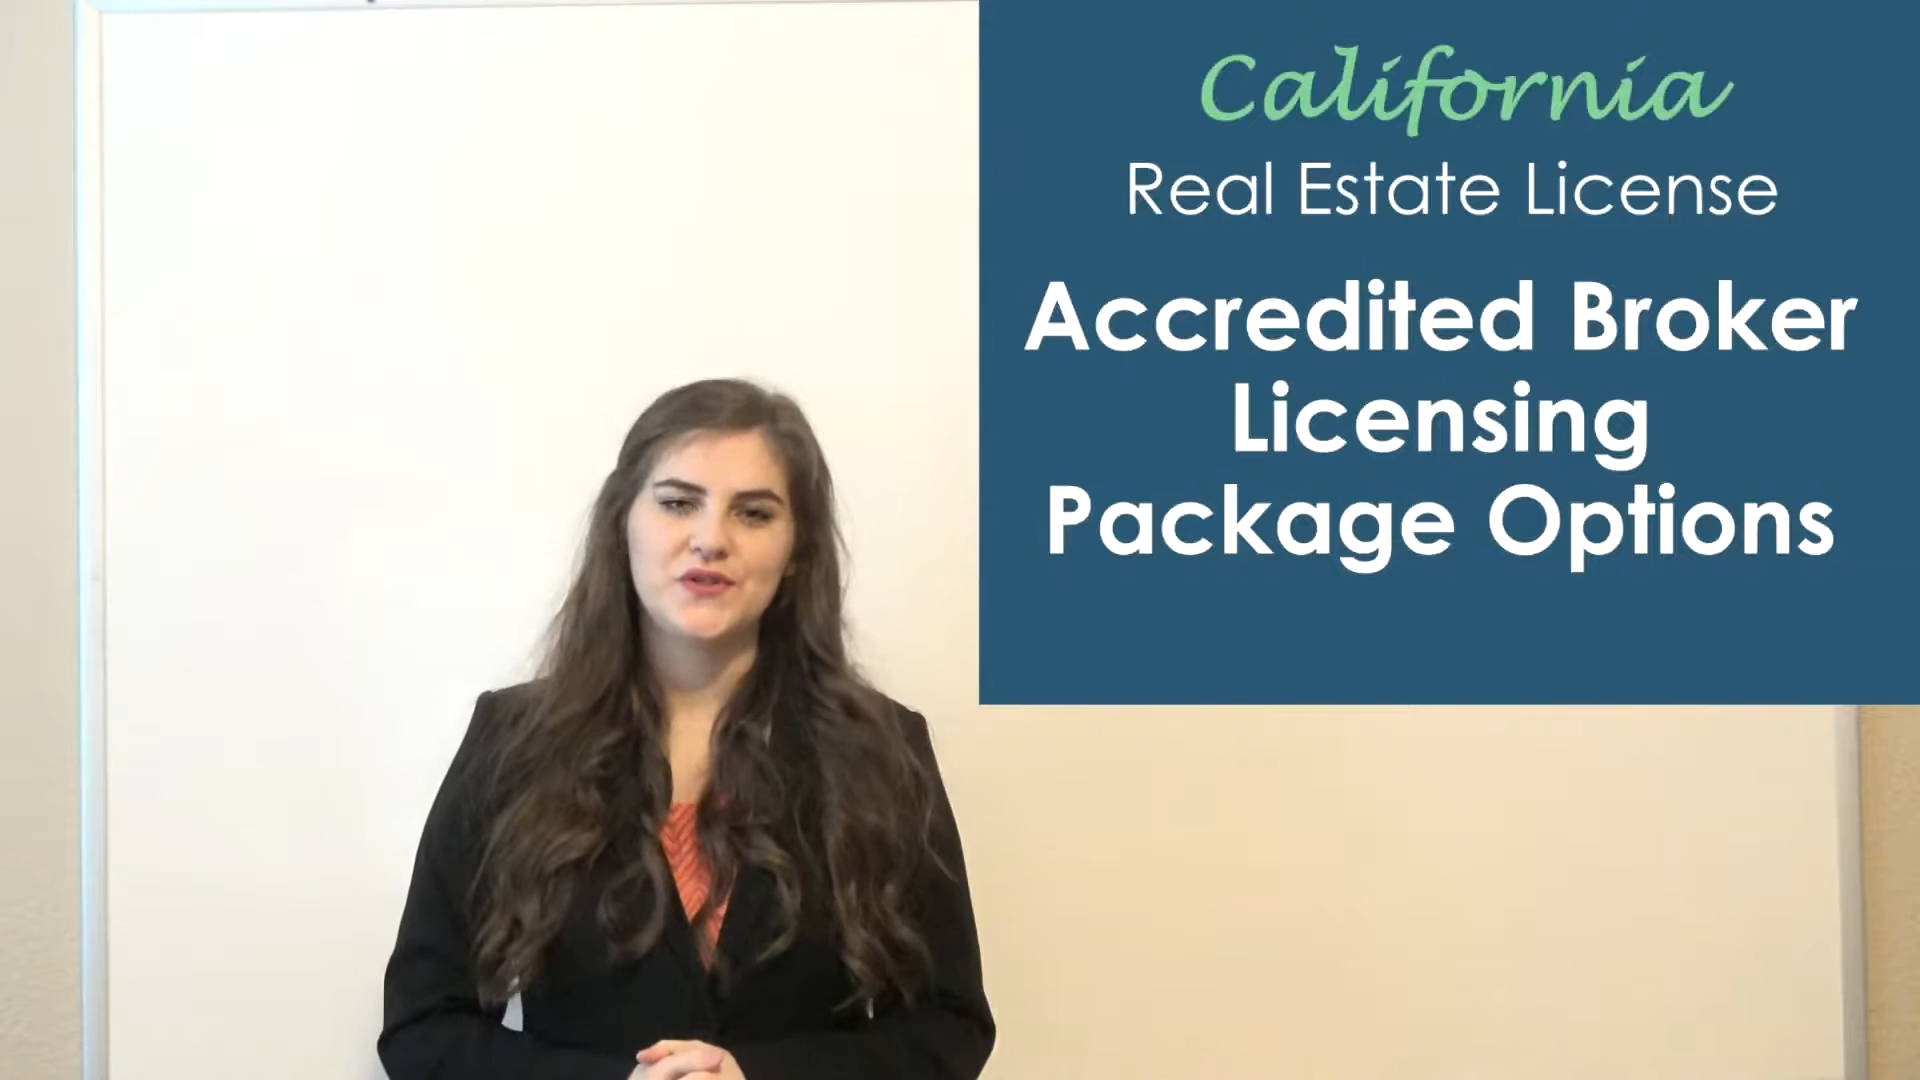 California
Real Estate License
Accredited Broker
Licensing
Package Options